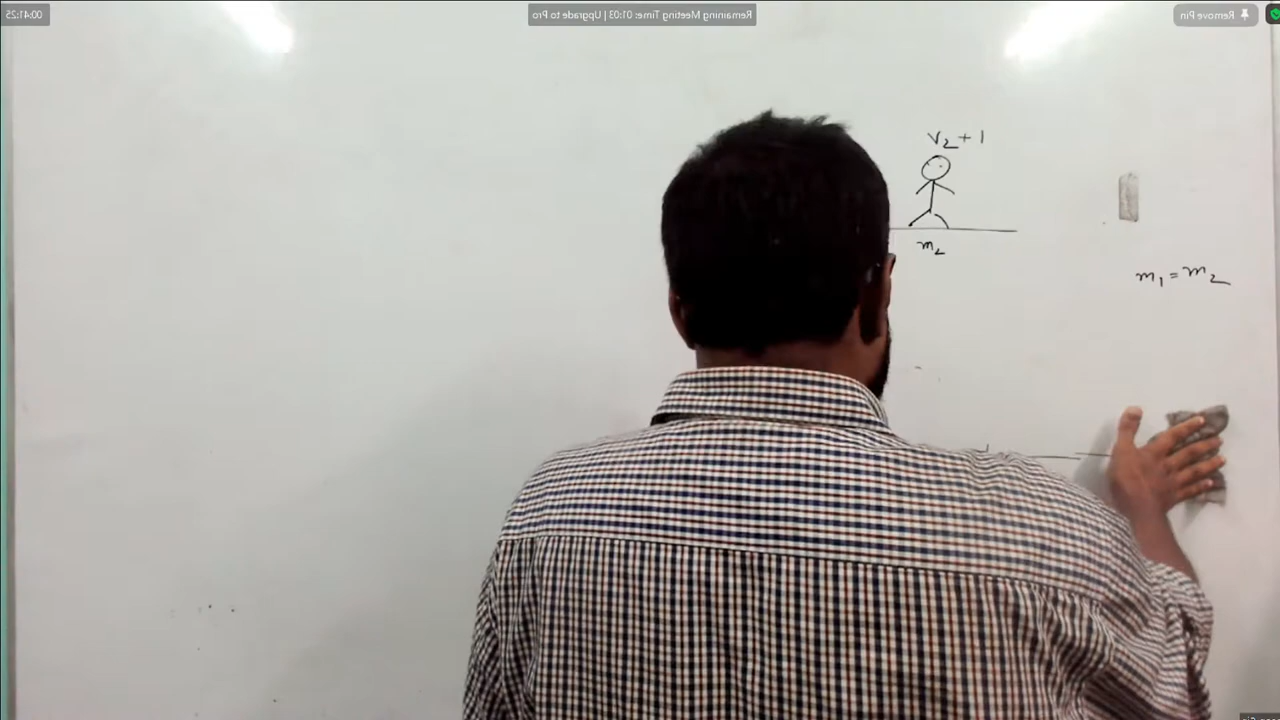 Remove Pin
Remaining Meeting Time: 01:03 | Upgrade to Pro
00:41:25
v₂ + 1
m₂
m₁ = m₂